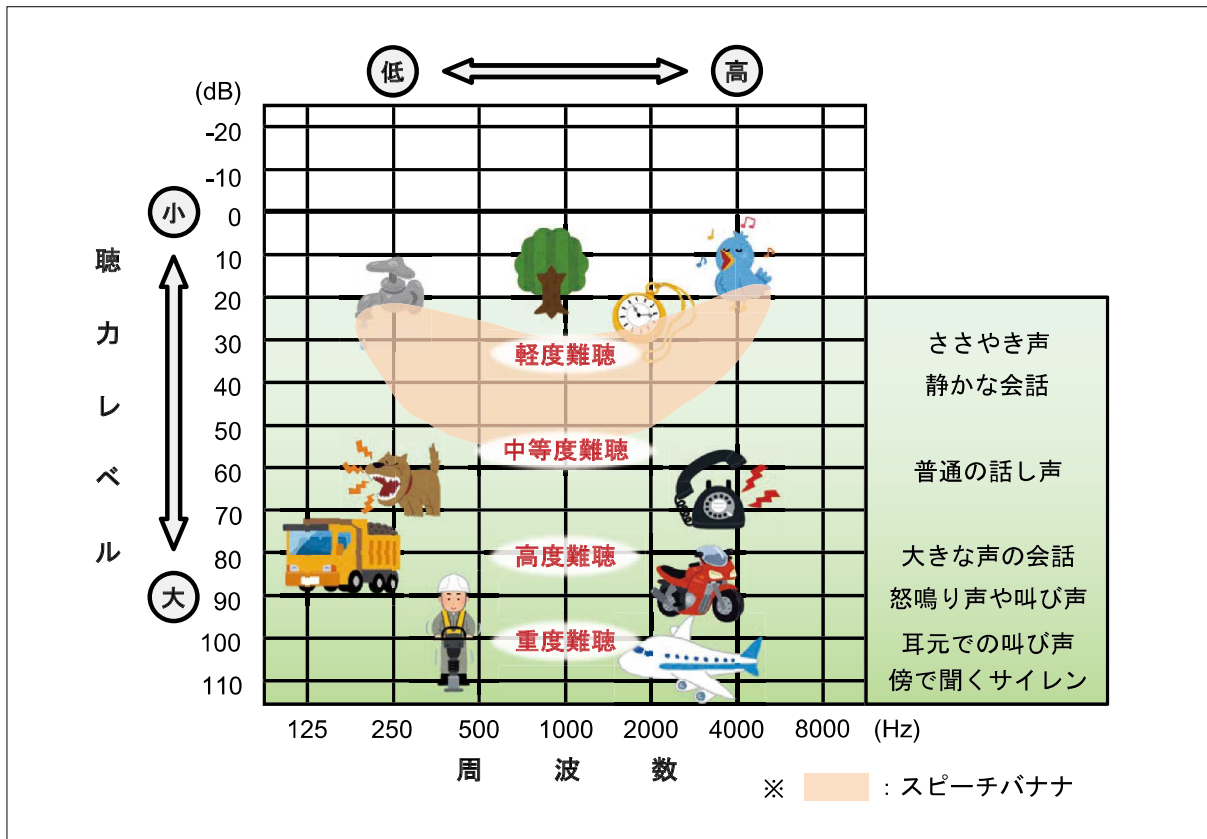 低 高
(dB)
-20
-10
小
0
10
20
30
40
50
60
70
80
90
100
110
大
聴力レベル
軽度難聴
中等度難聴
高度難聴
重度難聴
ささやき声
静かな会話
普通の話し声
大きな声の会話
怒鳴り声や叫び声
耳元での叫び声
傍で聞くサイレン
125 250 500 1000 2000 4000 8000 (Hz)
周波数
※ : スピーチバナナ